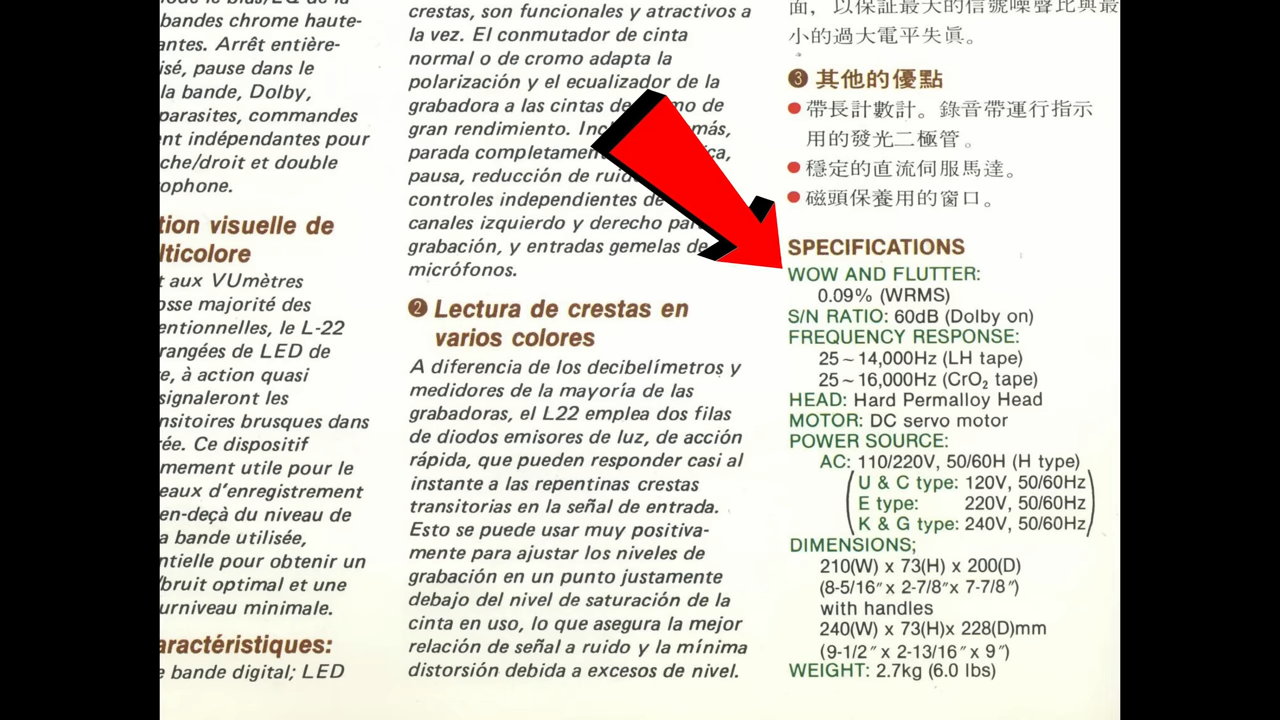 bandes chrome haute-
antes. Arrêt entière-
isé, pause dans le
la bande, Dolby,
parasites, commandes
nt indépendantes pour
che/droit et double
ophone.
tion visuelle de
lticolore
t aux VUmètres
osse majorité des
entionnelles, le L-22
rangées de LED de
e, à action quasi
signaleront les
nsitoires brusques dans
rée. Ce dispositif
mement utile pour le
eaux d'enregistrement
en-deçà du niveau de
a bande utilisée,
ntielle pour obtenir un
/bruit optimal et une
urniveau minimale.
aractéristiques:
e bande digital; LED
crestas, son funcionales y atractivos a
la vez. El conmutador de cinta
normal o de cromo adapta la
polarización y el ecualizador de la
grabadora a las cintas de mo de
gran rendimiento. más,
parada
pausa, reducción de
controles independientes de
canales izquierdo y derecho
grabación, y entradas gemelas de
micrófonos.
❷ Lectura de crestas en
varios colores
A diferencia de los decibelímetros y
medidores de la mayoría de las
grabadoras, el L22 emplea dos filas
de diodos emisores de luz, de acción
rápida, que pueden responder casi al
instante a las repentinas crestas
transitorias en la señal de entrada.
Esto se puede usar muy positiva-
mente para ajustar los niveles de
grabación en un punto justamente
debajo del nivel de saturación de la
cinta en uso, lo que asegura la mejor
relación de señal a ruido y la mínima
distorsión debida a excesos de nivel.
面，以保証最大的信號噪聲比與最
小的過大電平失眞。
❸ 其他的優點
● 帶長計數計。錄音帶運行指示
用的發光二極管。
● 穩定的直流伺服馬達。
● 磁頭保養用的窗口。
SPECIFICATIONS
WOW AND FLUTTER:
0.09% (WRMS)
S/N RATIO: 60dB (Dolby on)
FREQUENCY RESPONSE:
25~14,000Hz (LH tape)
25~16,000Hz (CrO₂ tape)
HEAD: Hard Permalloy Head
MOTOR: DC servo motor
POWER SOURCE:
AC: 110/220V, 50/60H (H type)
(U & C type: 120V, 50/60Hz
E type: 220V, 50/60Hz
K & G type: 240V, 50/60Hz)
DIMENSIONS;
210(W) x 73(H) x 200(D)
(8-5/16″ x 2-7/8″x 7-7/8″)
with handles
240(W) x 73(H)x 228(D)mm
(9-1/2″ x 2-13/16″ x 9″)
WEIGHT: 2.7kg (6.0 lbs)